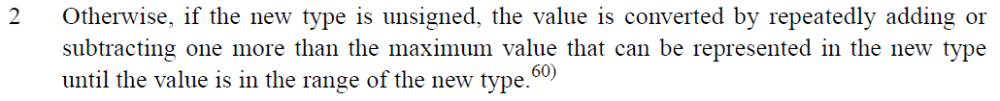 2 Otherwise, if the new type is unsigned, the value is converted by repeatedly adding or
subtracting one more than the maximum value that can be represented in the new type
until the value is in the range of the new type.60)